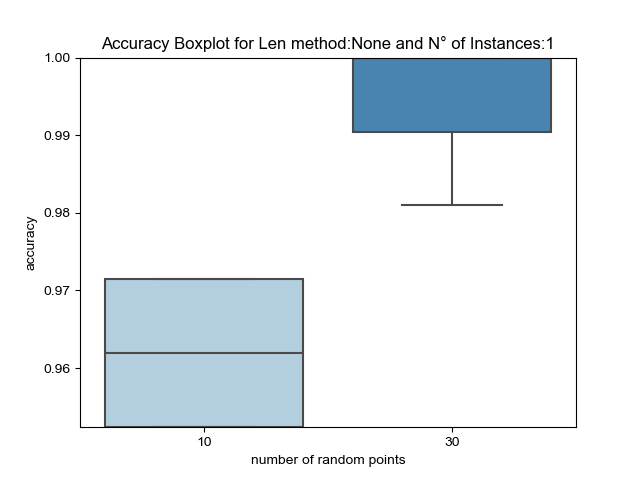 Accuracy Boxplot for Len method:None and N° of Instances:1
1.00
0.99
0.98
0.97
0.96
accuracy
10
30
number of random points